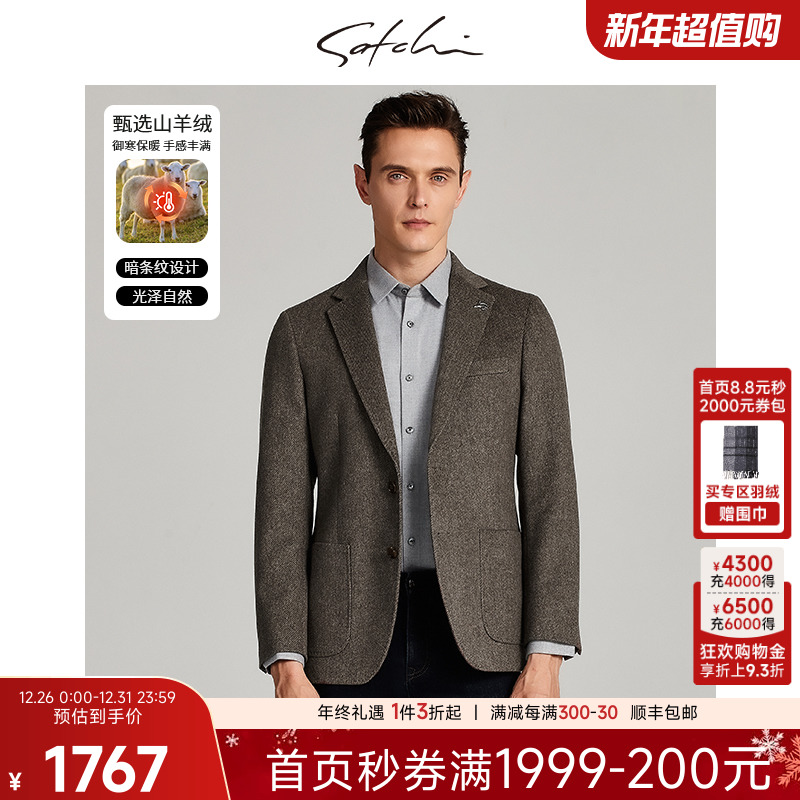 Satchi
新年超值购
甄选山羊绒
御寒保暖 手感丰满
暗条纹设计
光泽自然
首页8.8元秒
2000元券包
买专区羽绒
赠围巾
¥4300
充4000得
¥6500
充6000得
狂欢购物金
享折上9.3折
12.26 0:00-12.31 23:59
预估到手价
¥1767
年终礼遇 1件3折起 | 满减每满300-30 顺丰包邮
首页秒券满1999-200元